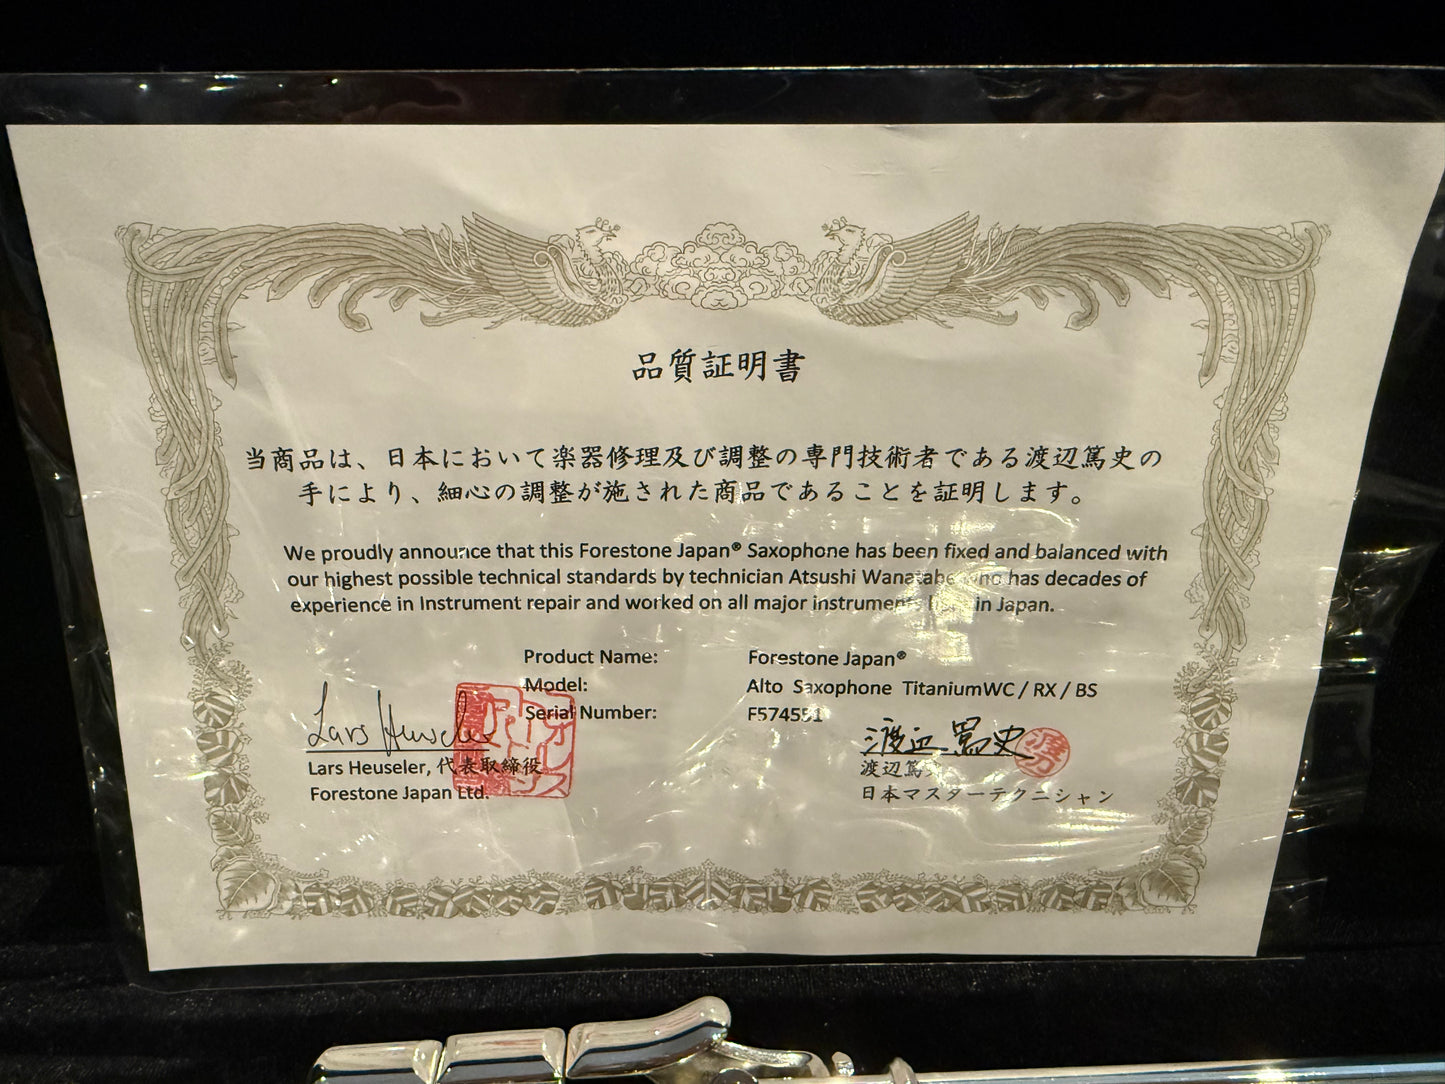 品質証明書
当商品は、日本において楽器修理及び調整の専門技術者である渡辺篤史の
手により、細心の調整が施された商品であることを証明します。
We proudly announce that this Forestone Japan® Saxophone has been fixed and balanced with
our highest possible technical standards by technician Atsushi Wanatabe who has decades of
experience in Instrument repair and worked on all major instruments in Japan.
Product Name: Forestone Japan®
Model: Alto Saxophone TitaniumWC / RX / BS
Serial Number: F574551
Lars Heuseler
Lars Heuseler, 代表取締役
Forestone Japan Ltd.
渡辺篤史
渡辺篤
日本マスターテクニシャン